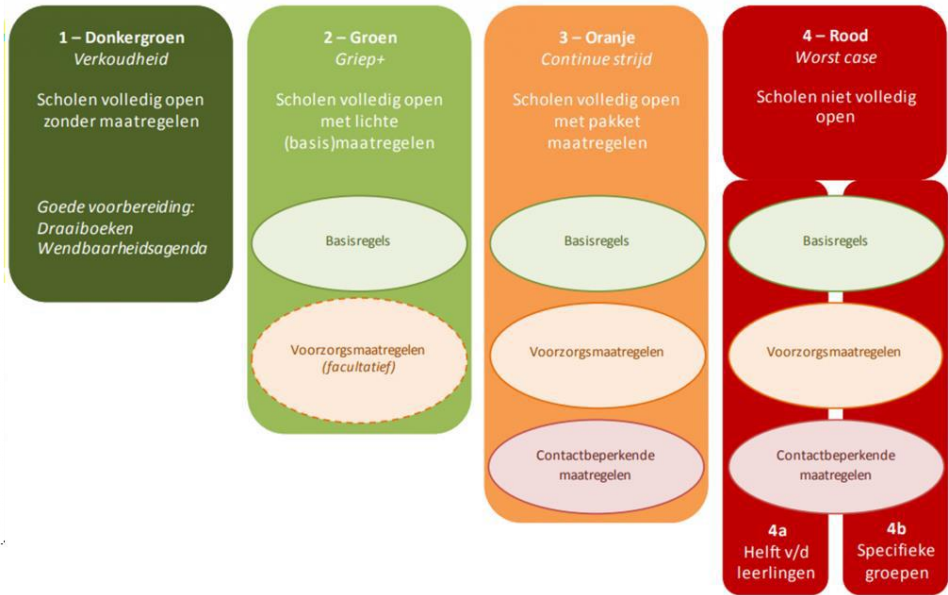 1 – Donkergroen
Verkoudheid
Scholen volledig open
zonder maatregelen
Goede voorbereiding:
Draaiboeken
Wendbaarheidsagenda
2 – Groen
Griep+
Scholen volledig open
met lichte
(basis)maatregelen
Basisregels
Voorzorgsmaatregelen
(facultatief)
3 – Oranje
Continue strijd
Scholen volledig open
met pakket
maatregelen
Basisregels
Voorzorgsmaatregelen
Contactbeperkende
maatregelen
4 – Rood
Worst case
Scholen niet volledig
open
Basisregels
Voorzorgsmaatregelen
Contactbeperkende
maatregelen
4a
Helft v/d
leerlingen
4b
Specifieke
groepen